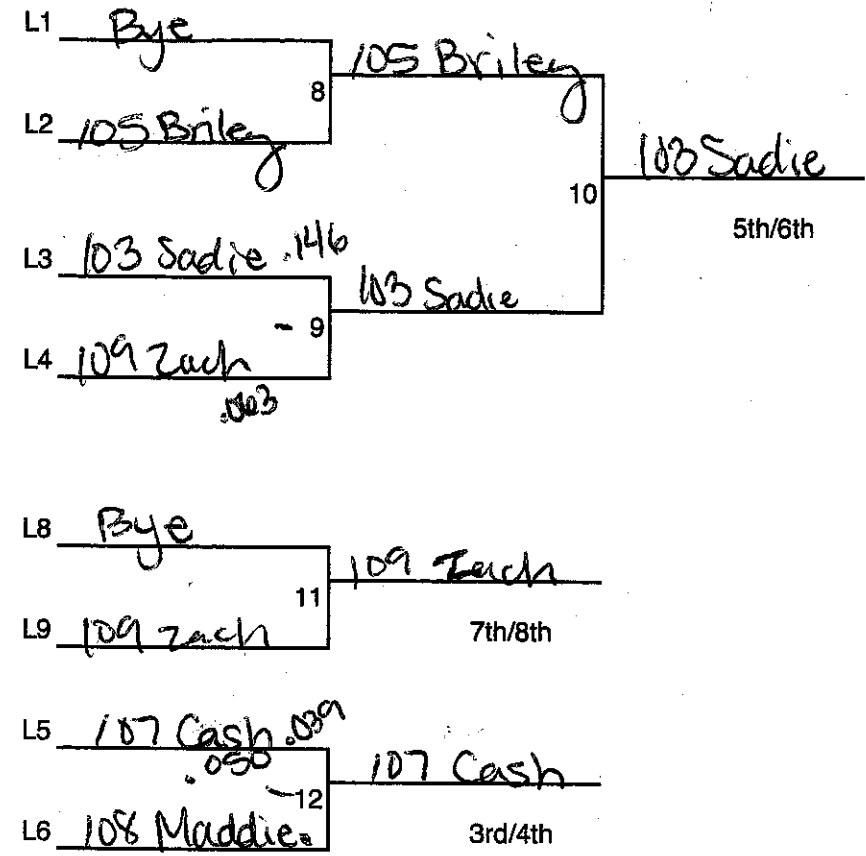 L1 Bye
8 105 Briley
L2 105 Briley
10 103 Sadie
5th/6th
L3 103 Sadie .146
- 9 103 Sadie
L4 109 Zach
.063
L8 Bye
11 109 Zach
L9 109 Zach
7th/8th
L5 107 Cash .039
.050
-12 107 Cash
L6 108 Maddie.
3rd/4th